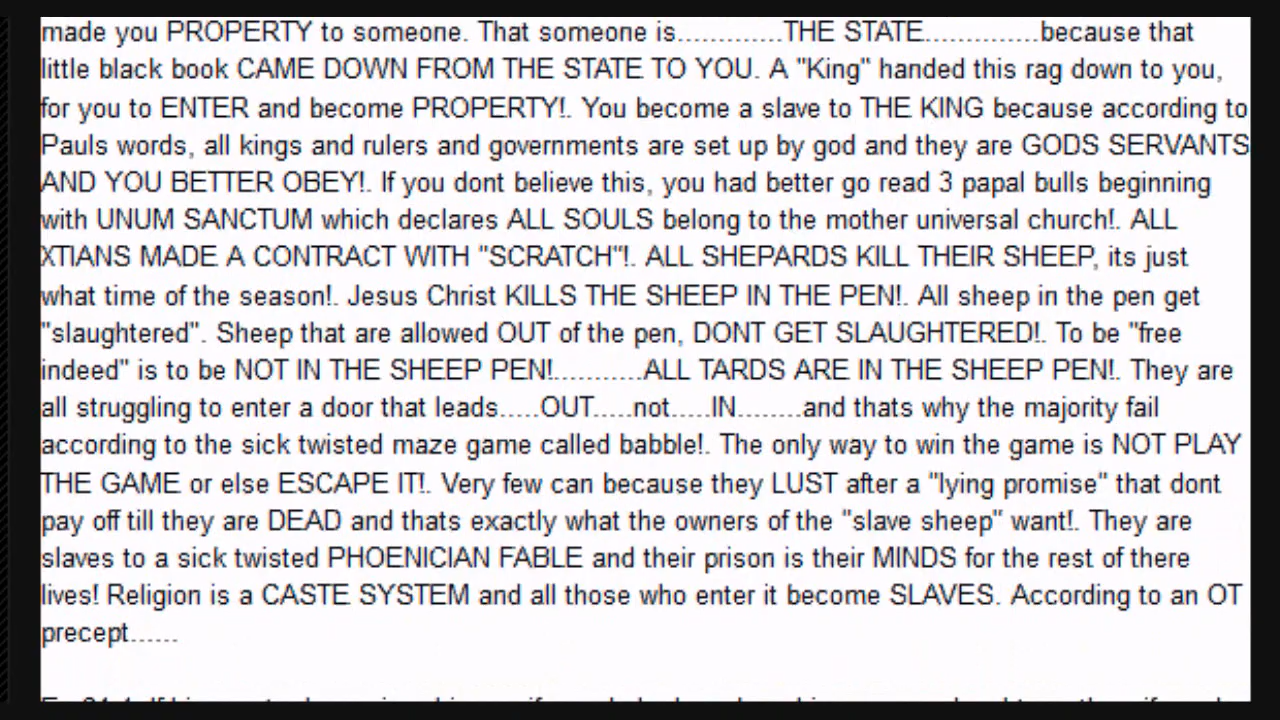 made you PROPERTY to someone. That someone is.............THE STATE..............because that
little black book CAME DOWN FROM THE STATE TO YOU. A "King" handed this rag down to you,
for you to ENTER and become PROPERTY!. You become a slave to THE KING because according to
Pauls words, all kings and rulers and governments are set up by god and they are GODS SERVANTS
AND YOU BETTER OBEY!. If you dont believe this, you had better go read 3 papal bulls beginning
with UNUM SANCTUM which declares ALL SOULS belong to the mother universal church!. ALL
XTIANS MADE A CONTRACT WITH "SCRATCH"!. ALL SHEPARDS KILL THEIR SHEEP, its just
what time of the season!. Jesus Christ KILLS THE SHEEP IN THE PEN!. All sheep in the pen get
"slaughtered". Sheep that are allowed OUT of the pen, DONT GET SLAUGHTERED!. To be "free
indeed" is to be NOT IN THE SHEEP PEN!...........ALL TARDS ARE IN THE SHEEP PEN!. They are
all struggling to enter a door that leads.....OUT.....not.....IN........and thats why the majority fail
according to the sick twisted maze game called babble!. The only way to win the game is NOT PLAY
THE GAME or else ESCAPE IT!. Very few can because they LUST after a "lying promise" that dont
pay off till they are DEAD and thats exactly what the owners of the "slave sheep" want!. They are
slaves to a sick twisted PHOENICIAN FABLE and their prison is their MINDS for the rest of there
lives! Religion is a CASTE SYSTEM and all those who enter it become SLAVES. According to an OT
precept......